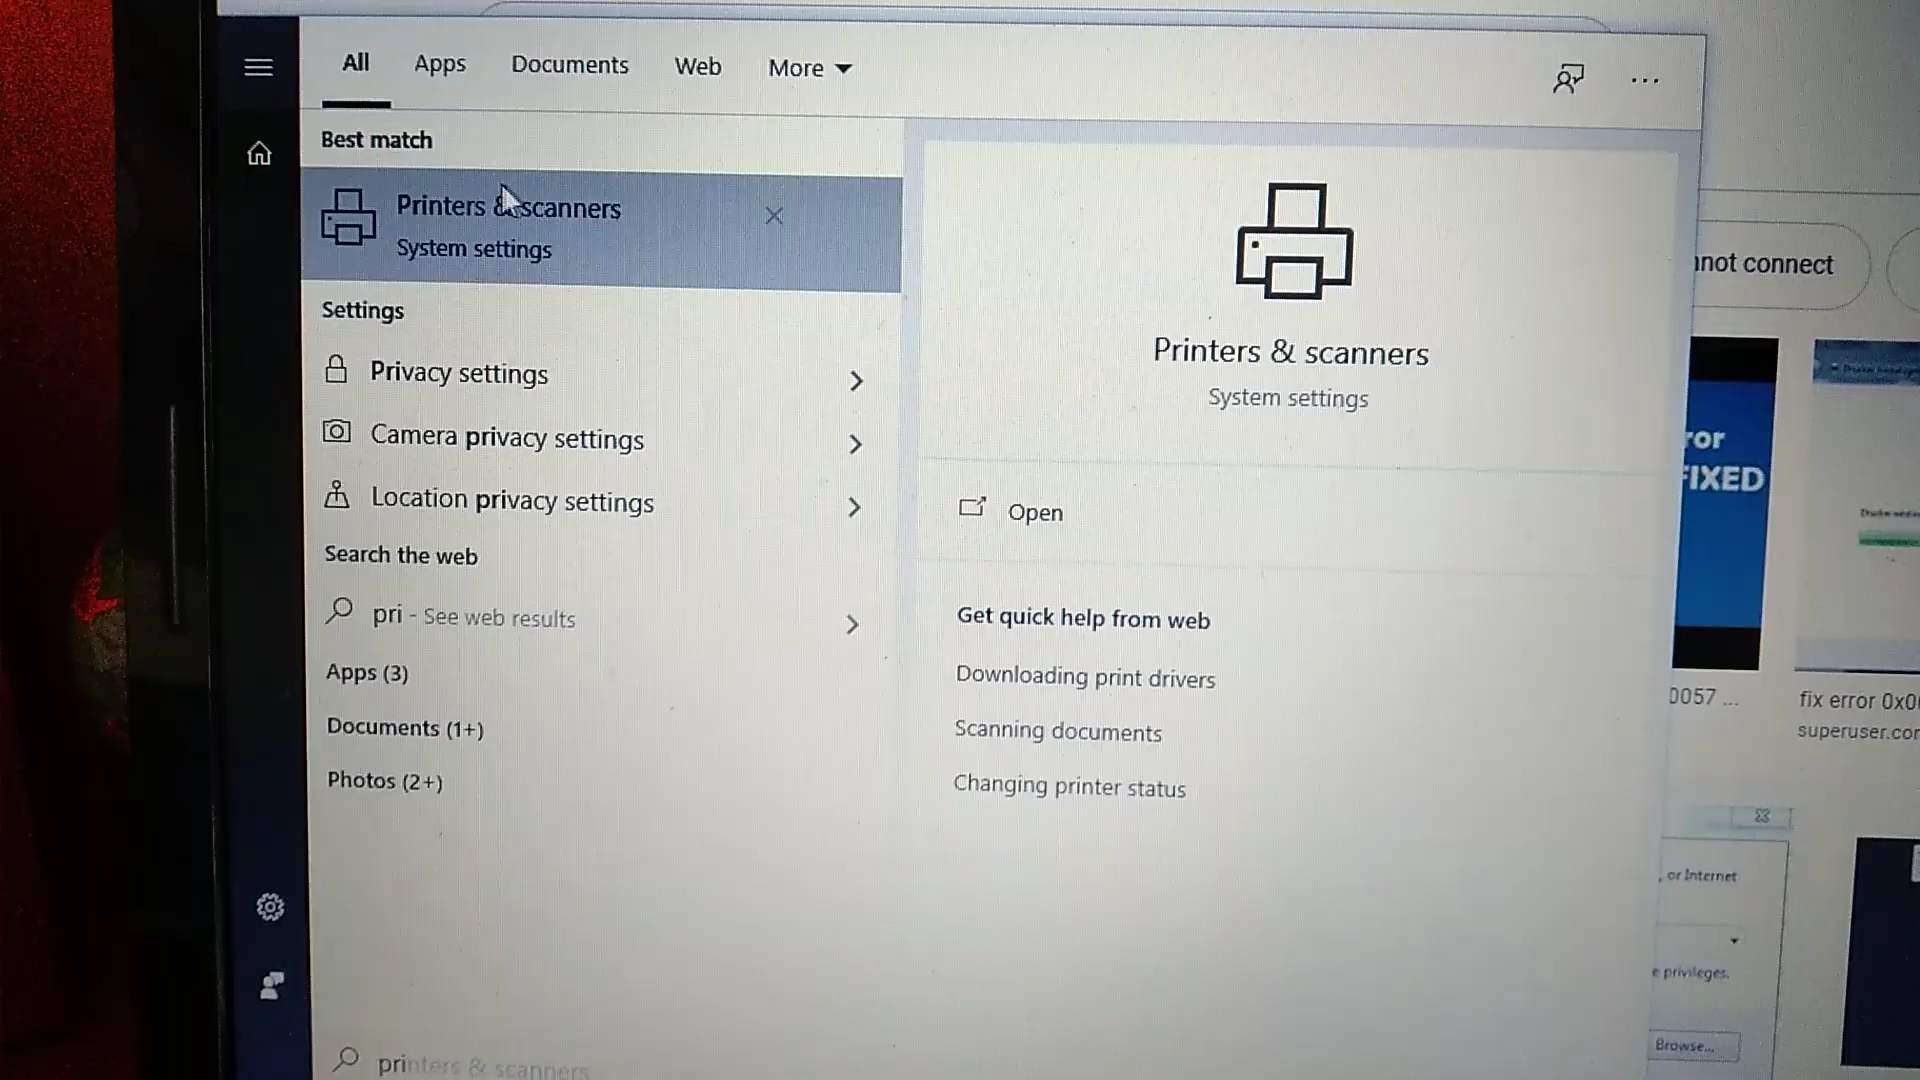 All Apps Documents Web More
Best match
Printers & scanners
System settings
Settings
Privacy settings
Camera privacy settings
Location privacy settings
Search the web
pri - See web results
Apps (3)
Documents (1+)
Photos (2+)
printers & scanners
Printers & scanners
System settings
Open
Get quick help from web
Downloading print drivers
Scanning documents
Changing printer status
nnot connect
ror
FIXED
0057 ...
fix error 0x0
superuser.co
, or Internet
e privileges.
Browse...